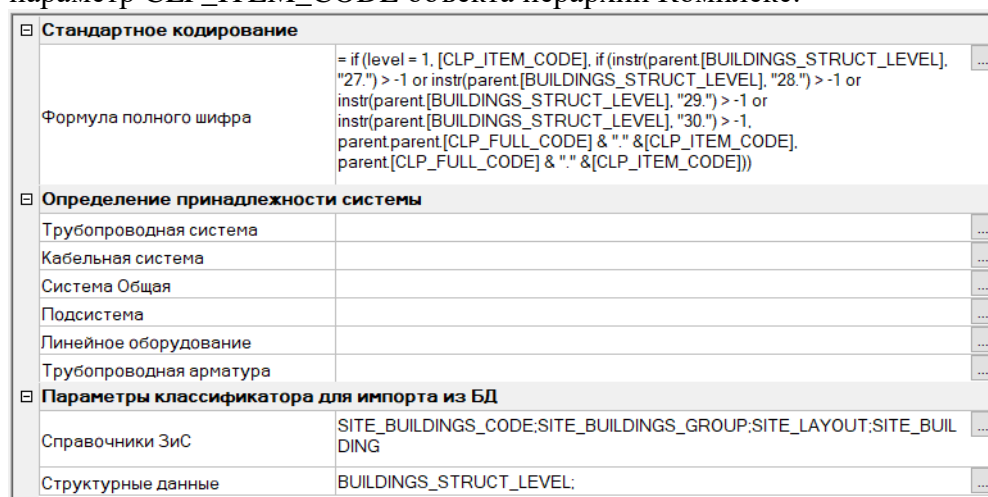 параметр CLP_ITEM_CODE объекта иерархии Комплекс.
Стандартное кодирование
Формула полного шифра
= if (level = 1, [CLP_ITEM_CODE], if (instr(parent.[BUILDINGS_STRUCT_LEVEL],
"27.") > -1 or instr(parent.[BUILDINGS_STRUCT_LEVEL], "28.") > -1 or
instr(parent.[BUILDINGS_STRUCT_LEVEL], "29.") > -1 or
instr(parent.[BUILDINGS_STRUCT_LEVEL], "30.") > -1,
parent.parent.[CLP_FULL_CODE] & "." &[CLP_ITEM_CODE],
parent.[CLP_FULL_CODE] & "." &[CLP_ITEM_CODE]))
...
Определение принадлежности системы
Трубопроводная система ...
Кабельная система ...
Система Общая ...
Подсистема ...
Линейное оборудование ...
Трубопроводная арматура ...
Параметры классификатора для импорта из БД
Справочники ЗиС
SITE_BUILDINGS_CODE;SITE_BUILDINGS_GROUP;SITE_LAYOUT;SITE_BUIL
DING
...
Структурные данные BUILDINGS_STRUCT_LEVEL; ...